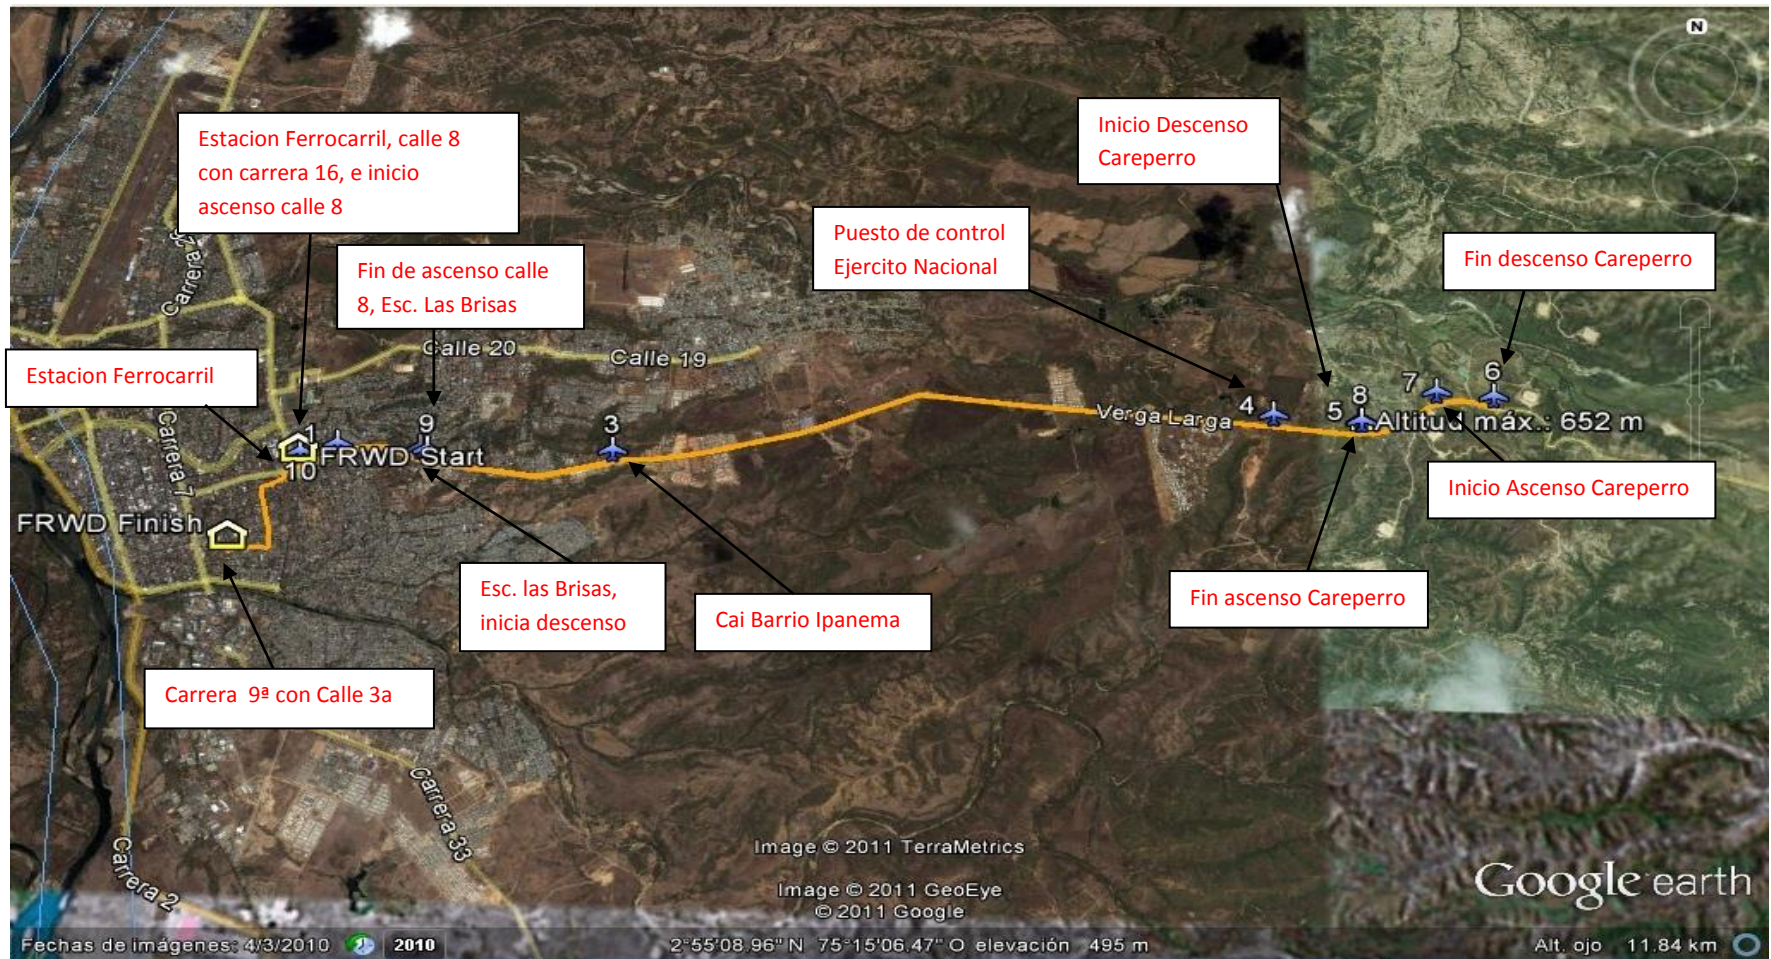 N
Estacion Ferrocarril, calle 8
con carrera 16, e inicio
ascenso calle 8
Inicio Descenso
Careperro
Puesto de control
Ejercito Nacional
Fin descenso Careperro
Fin de ascenso calle
8, Esc. Las Brisas
Carrera
Calle 20
Calle 19
Estacion Ferrocarril
Carrera 7
1
9
3
Verga Larga
4
5
8
7
6
Altitud máx.: 652 m
FRWD Start
10
FRWD Finish
Inicio Ascenso Careperro
Esc. las Brisas,
inicia descenso
Cai Barrio Ipanema
Fin ascenso Careperro
Carrera 9ª con Calle 3a
Carrera 33
Carrera 2
Image © 2011 TerraMetrics
Image © 2011 GeoEye
© 2011 Google
Google earth
Fechas de imágenes: 4/3/2010
2010
2°55'08.96" N 75°15'06.47" O elevación 495 m
Alt. ojo 11.84 km